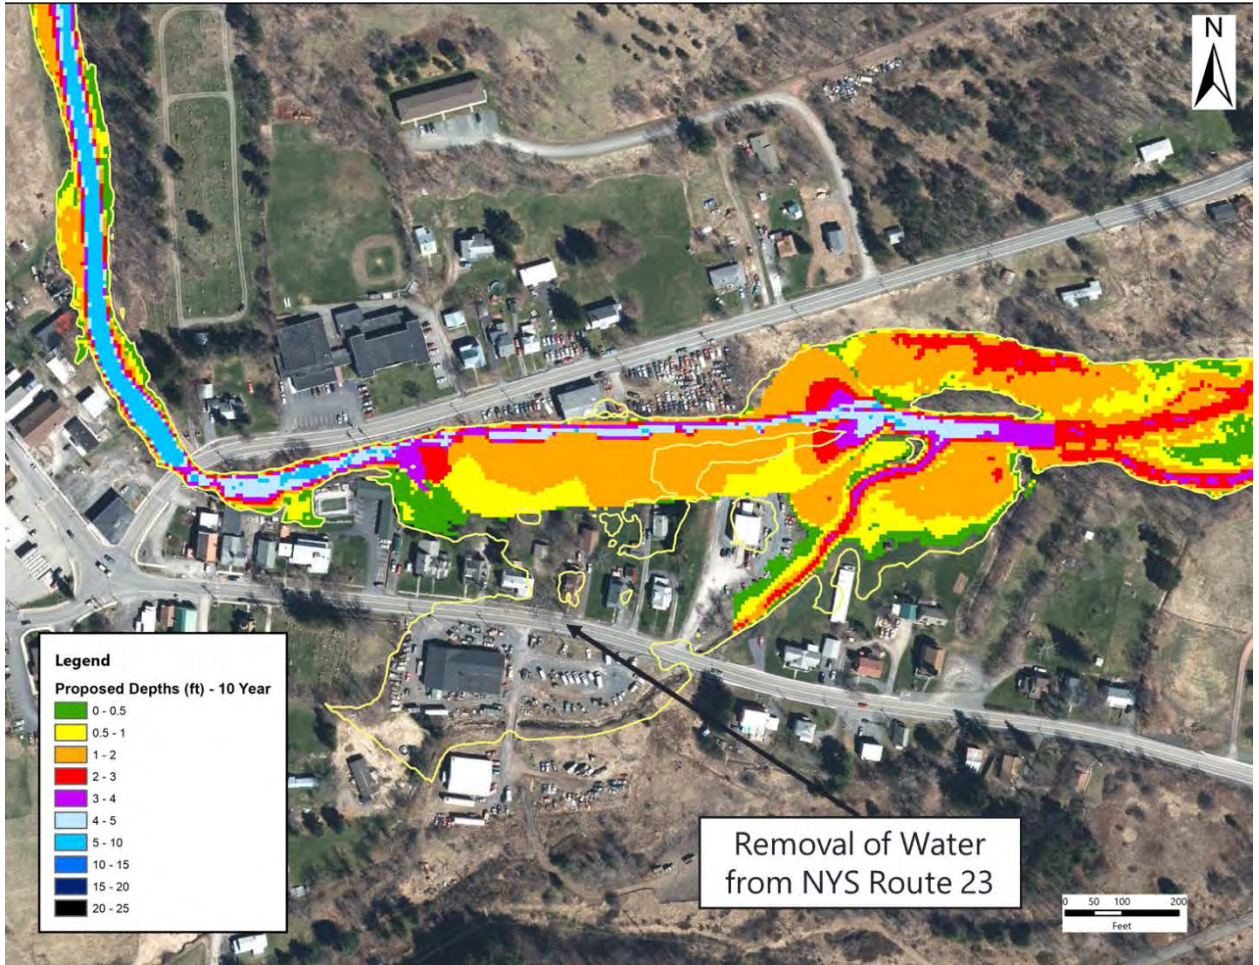 N
Legend
Proposed Depths (ft) - 10 Year
0 - 0.5
0.5 - 1
1 - 2
2 - 3
3 - 4
4 - 5
5 - 10
10 - 15
15 - 20
20 - 25
Removal of Water
from NYS Route 23
0 50 100 200
Feet